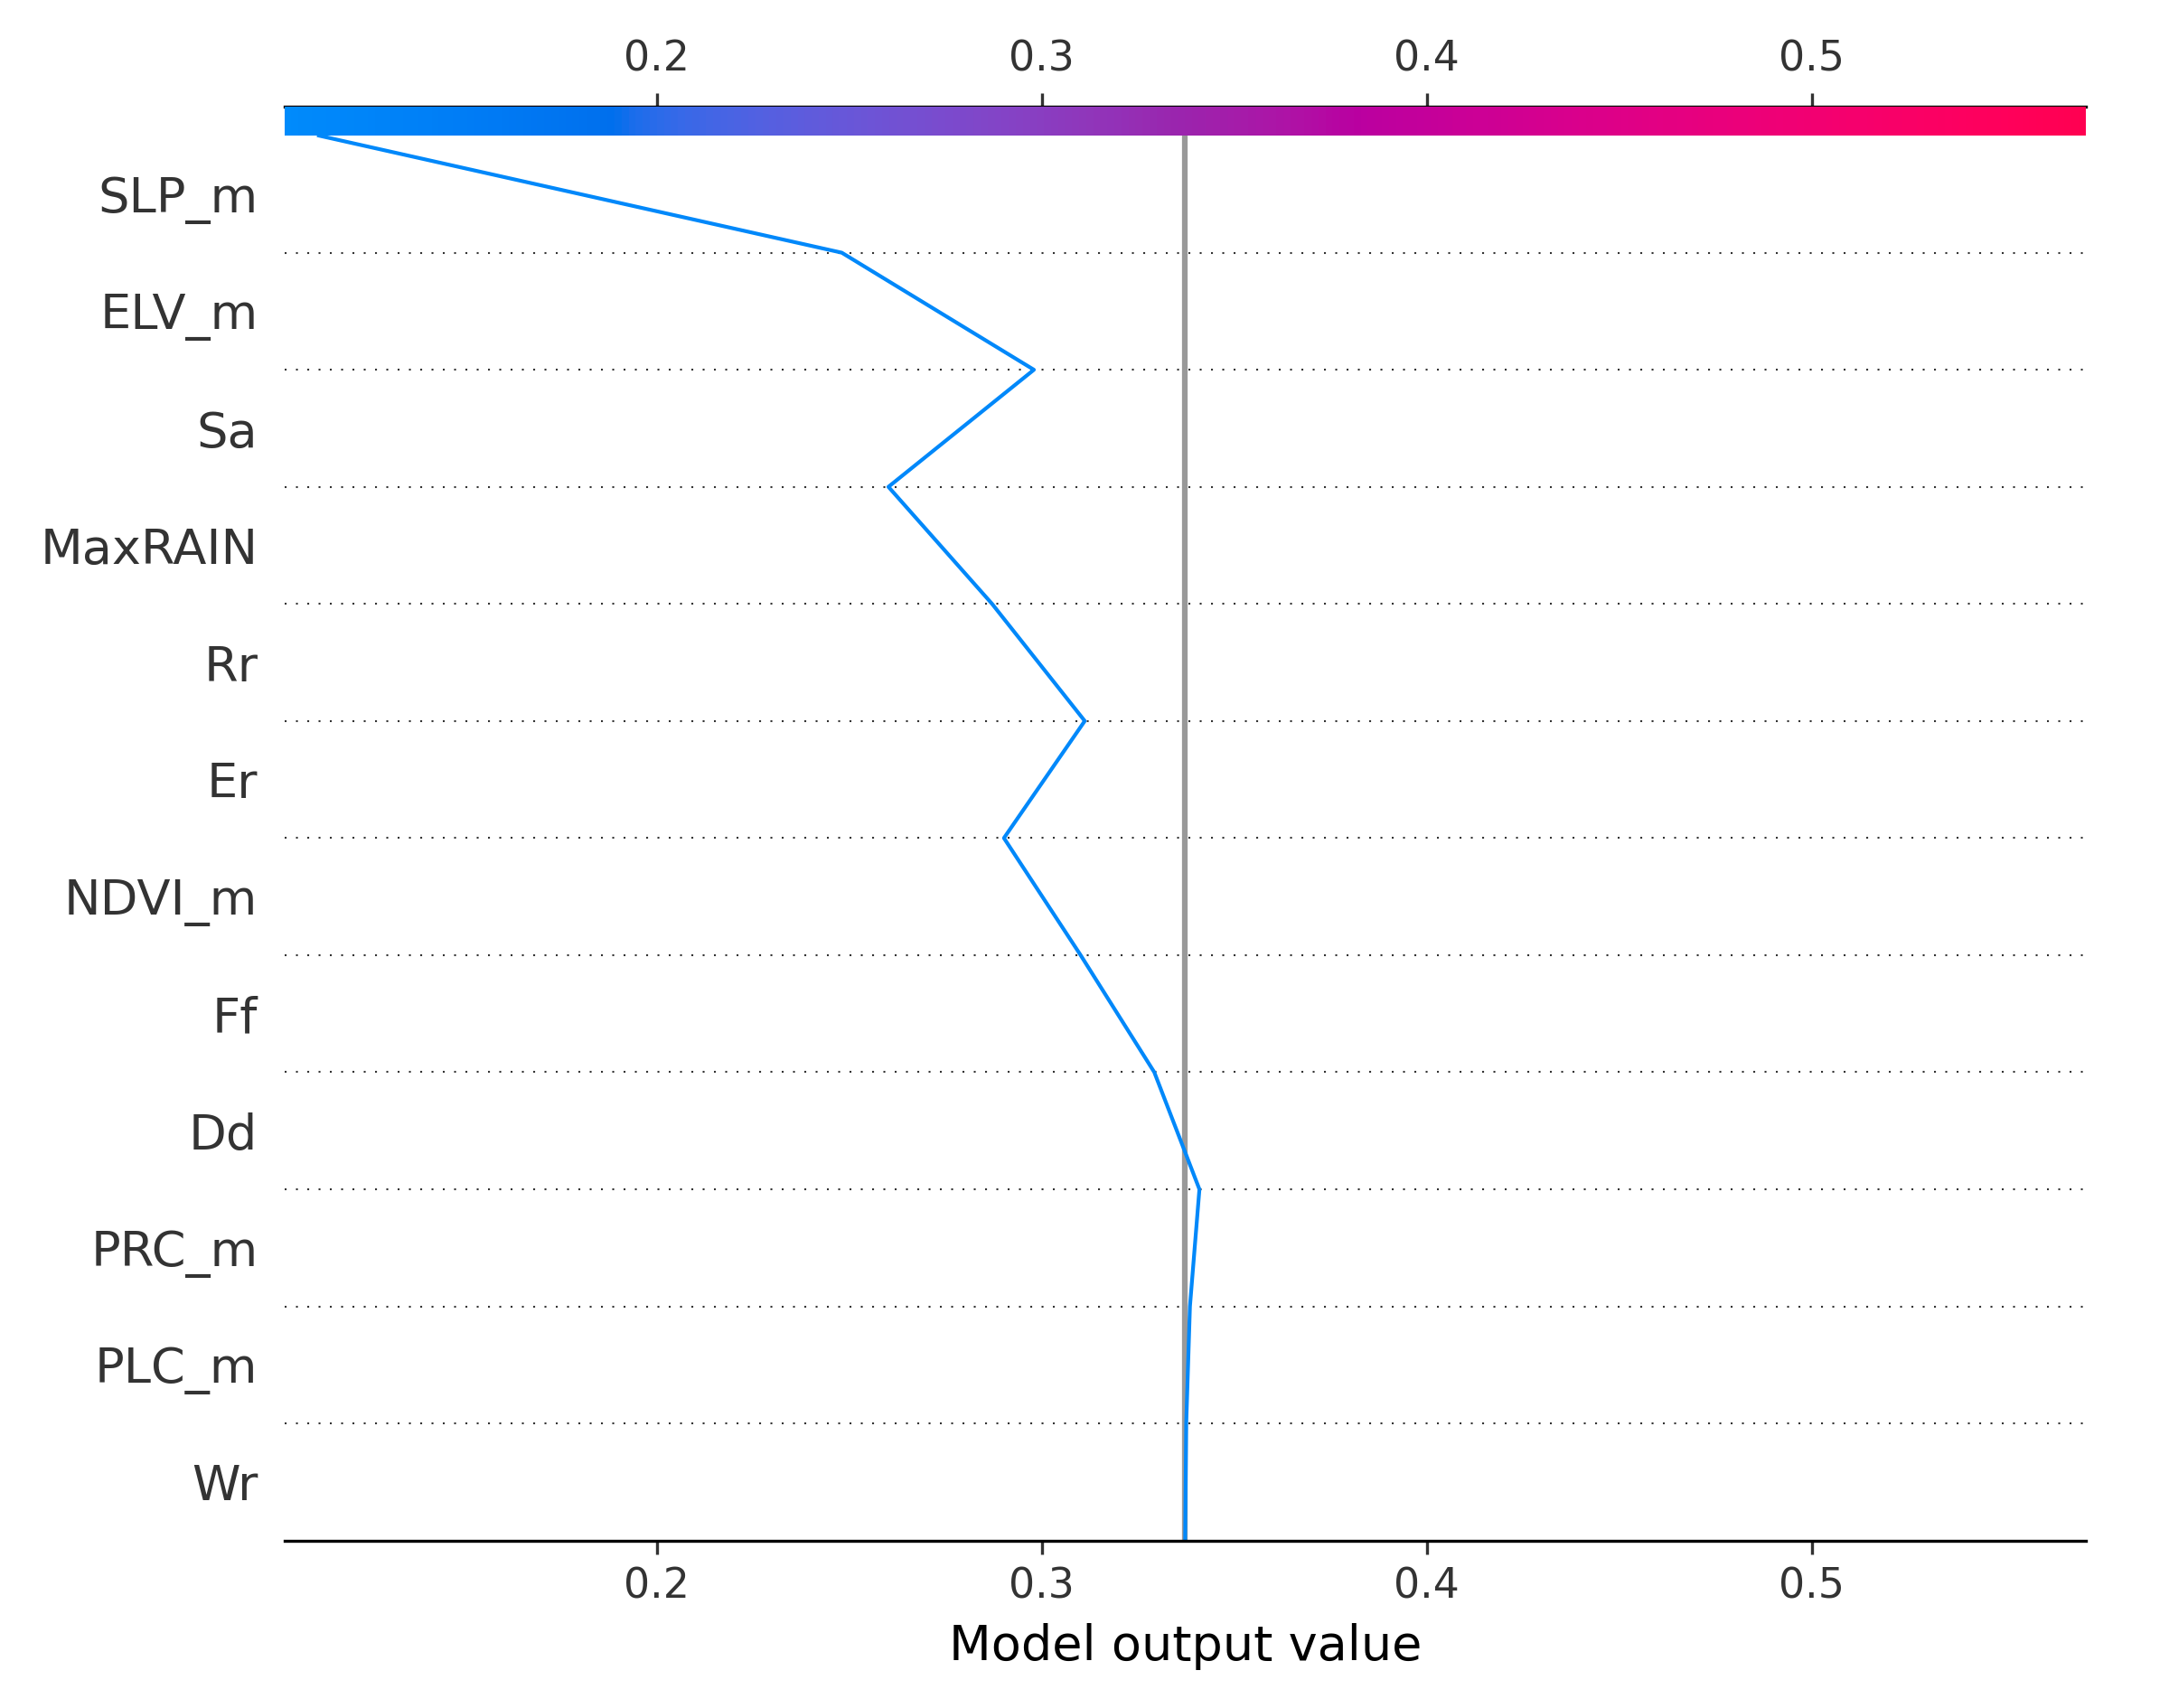 0.2 0.3 0.4 0.5
SLP_m
ELV_m
Sa
MaxRAIN
Rr
Er
NDVI_m
Ff
Dd
PRC_m
PLC_m
Wr
0.2 0.3 0.4 0.5
Model output value